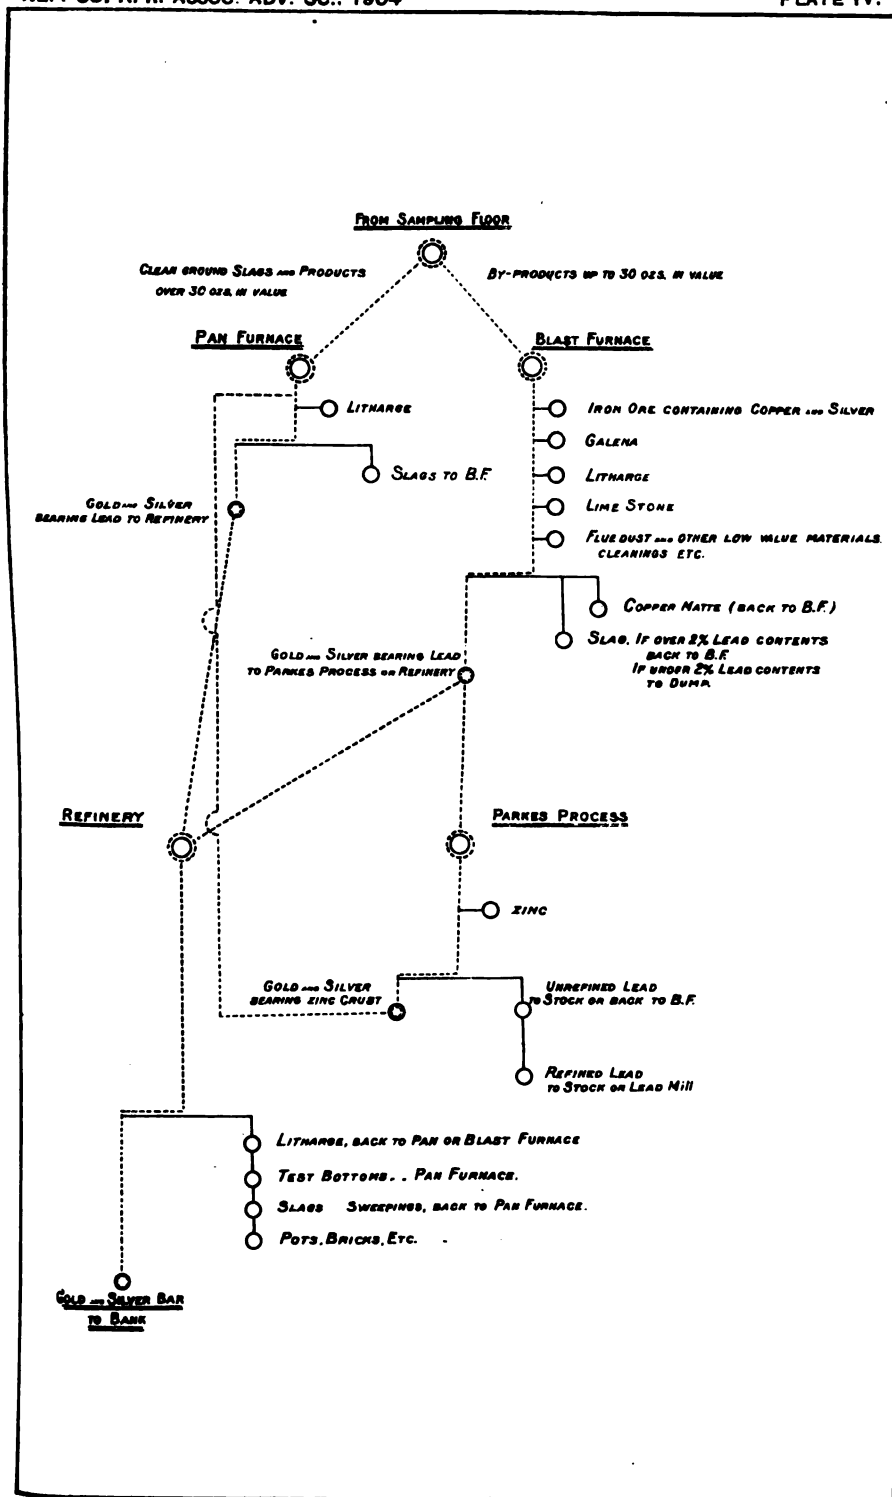 1904
PLATE IV.
FROM SAMPLING FLOOR
CLEAN GROUND SLAGS AND PRODUCTS
OVER 30 OZS. IN VALUE
BY-PRODUCTS UP TO 30 OZS. IN VALUE
PAN FURNACE
BLAST FURNACE
LITHARGE
IRON ORE CONTAINING COPPER AND SILVER
GALENA
SLAGS TO B.F.
LITHARGE
GOLD AND SILVER
BEARING LEAD TO REFINERY
LIME STONE
FLUE DUST AND OTHER LOW VALUE MATERIALS.
CLEANINGS ETC.
COPPER MATTE (BACK TO B.F.)
SLAG, IF OVER 2% LEAD CONTENTS
BACK TO B.F.
IF UNDER 2% LEAD CONTENTS
TO DUMP.
GOLD AND SILVER BEARING LEAD
TO PARKES PROCESS OR REFINERY
REFINERY
PARKES PROCESS
ZINC
GOLD AND SILVER
BEARING ZINC CRUST
UNREFINED LEAD
TO STOCK OR BACK TO B.F.
REFINED LEAD
TO STOCK OR LEAD MILL
LITHARGE, BACK TO PAN OR BLAST FURNACE
TEST BOTTOMS. . PAN FURNACE.
SLAGS SWEEPINGS, BACK TO PAN FURNACE.
POTS, BRICKS, ETC.
GOLD AND SILVER BAR
TO BANK